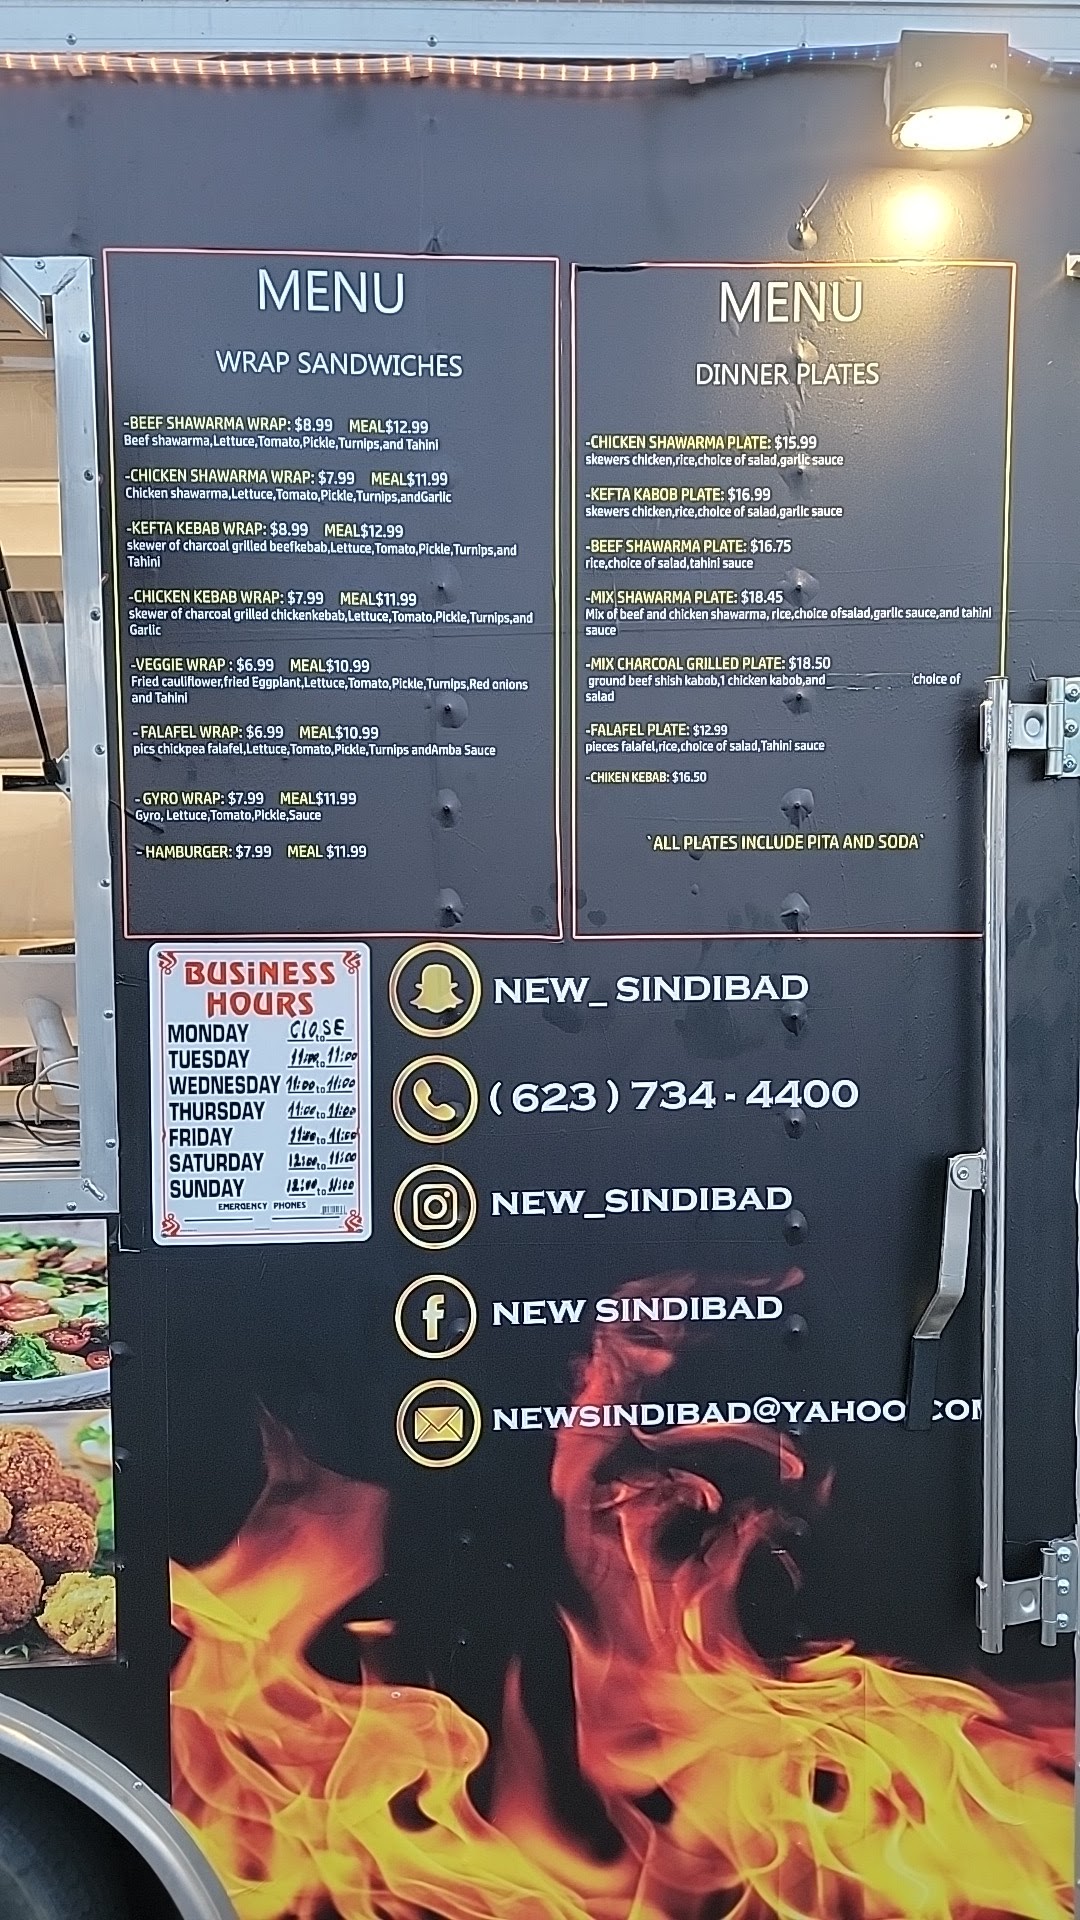 MENU
WRAP SANDWICHES
-BEEF SHAWARMA WRAP: $8.99 MEAL$12.99
Beef shawarma,Lettuce,Tomato,Pickle,Turnips,and Tahini
-CHICKEN SHAWARMA WRAP: $7.99 MEAL$11.99
Chicken shawarma,Lettuce,Tomato,Pickle,Turnips,andGarlic
-KEFTA KEBAB WRAP: $8.99 MEAL$12.99
skewer of charcoal grilled beefkebab,Lettuce,Tomato,Pickle,Turnips,and
Tahini
-CHICKEN KEBAB WRAP: $7.99 MEAL$11.99
skewer of charcoal grilled chickenkebab,Lettuce,Tomato,Pickle,Turnips,and
Garlic
-VEGGIE WRAP : $6.99 MEAL$10.99
Fried cauliflower,fried Eggplant,Lettuce,Tomato,Pickle,Turnips,Red onions
and Tahini
- FALAFEL WRAP: $6.99 MEAL$10.99
pics chickpea falafel,Lettuce,Tomato,Pickle,Turnips andAmba Sauce
- GYRO WRAP: $7.99 MEAL$11.99
Gyro, Lettuce,Tomato,Pickle,Sauce
- HAMBURGER: $7.99 MEAL $11.99
MENU
DINNER PLATES
-CHICKEN SHAWARMA PLATE: $15.99
skewers chicken,rice,choice of salad,garlic sauce
-KEFTA KABOB PLATE: $16.99
skewers chicken,rice,choice of salad,garlic sauce
-BEEF SHAWARMA PLATE: $16.75
rice,choice of salad,tahini sauce
-MIX SHAWARMA PLATE: $18.45
Mix of beef and chicken shawarma, rice,choice ofsalad,garlic sauce,and tahini
sauce
-MIX CHARCOAL GRILLED PLATE: $18.50
ground beef shish kabob,1 chicken kabob,and choice of
salad
-FALAFEL PLATE: $12.99
pieces falafel,rice,choice of salad,Tahini sauce
-CHIKEN KEBAB: $16.50
`ALL PLATES INCLUDE PITA AND SODA`
BUSINESS
HOURS
MONDAY CLOSE to
TUESDAY 11:00 to 11:00
WEDNESDAY 11:00 to 11:00
THURSDAY 11:00 to 11:00
FRIDAY 11:00 to 11:00
SATURDAY 12:00 to 11:00
SUNDAY 12:00 to 11:00
EMERGENCY PHONES
NEW_ SINDIBAD
( 623 ) 734 - 4400
NEW_SINDIBAD
f NEW SINDIBAD
NEWSINDIBAD@YAHOO COM